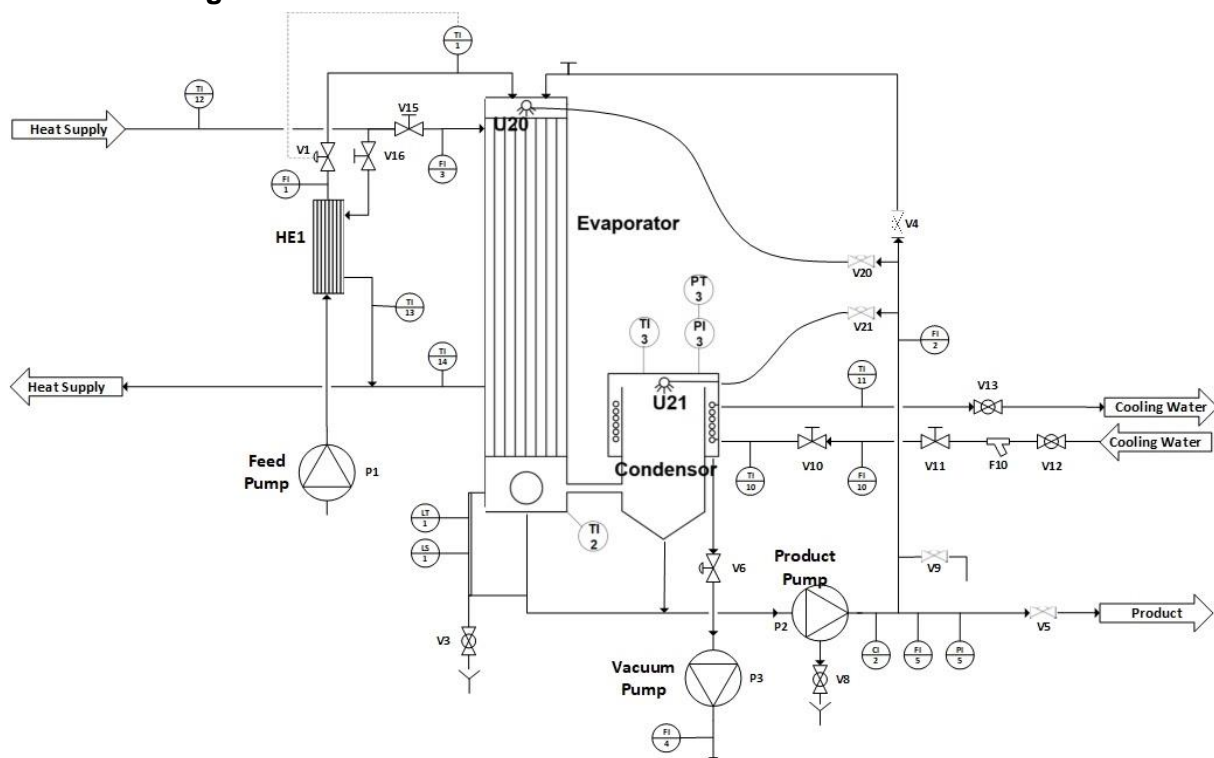 g
TI
1
TI
12
V15
Heat Supply
U20
V1
V16
FI
3
FI
1
HE1
Evaporator
V4
V20
PT
3
TI
13
V21
TI
3
PI
3
FI
2
TI
14
TI
11
V13
Heat Supply
U21
Cooling Water
Cooling Water
Feed
Pump
P1
Condensor
TI
10
V10
FI
10
V11
F10
V12
LT
1
TI
2
LS
1
V6
Product
Pump
V9
P2
V5
Product
V3
Vacuum
Pump
P3
V8
CI
2
FI
5
PI
5
FI
4